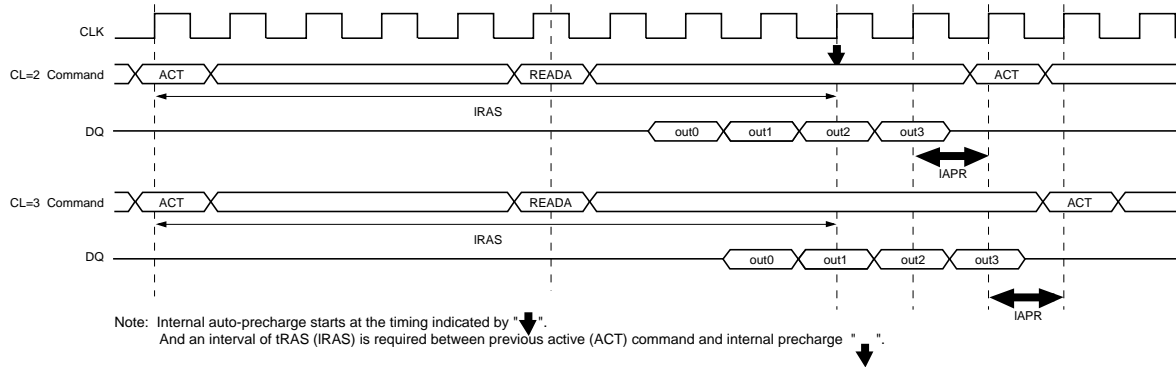 CLK
CL=2 Command ACT READA ACT
lRAS
DQ out0 out1 out2 out3
lAPR
CL=3 Command ACT READA ACT
lRAS
DQ out0 out1 out2 out3
lAPR
Note: Internal auto-precharge starts at the timing indicated by " ".
And an interval of tRAS (lRAS) is required between previous active (ACT) command and internal precharge " ".